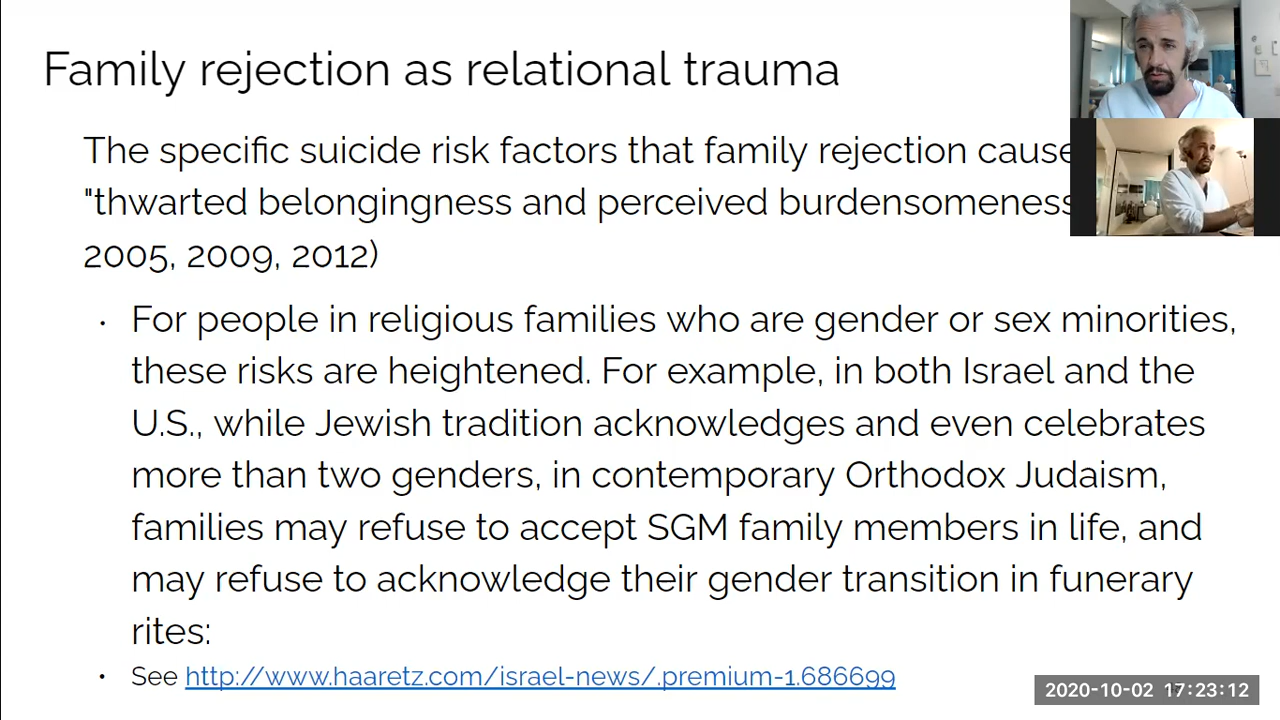 Family rejection as relational trauma
The specific suicide risk factors that family rejection cause
"thwarted belongingness and perceived burdensomeness
2005, 2009, 2012)
• For people in religious families who are gender or sex minorities,
these risks are heightened. For example, in both Israel and the
U.S., while Jewish tradition acknowledges and even celebrates
more than two genders, in contemporary Orthodox Judaism,
families may refuse to accept SGM family members in life, and
may refuse to acknowledge their gender transition in funerary
rites:
• See http://www.haaretz.com/israel-news/.premium-1.686699
2020-10-02 17:23:12